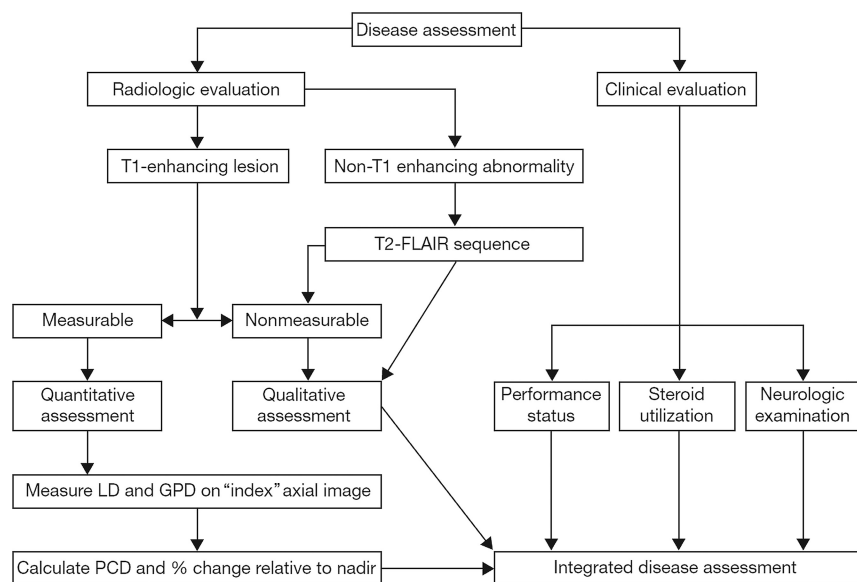 Disease assessment
Radiologic evaluation
Clinical evaluation
T1-enhancing lesion
Non-T1 enhancing abnormality
T2-FLAIR sequence
Measurable
Nonmeasurable
Quantitative
assessment
Qualitative
assessment
Performance
status
Steroid
utilization
Neurologic
examination
Measure LD and GPD on “index” axial image
Calculate PCD and % change relative to nadir
Integrated disease assessment